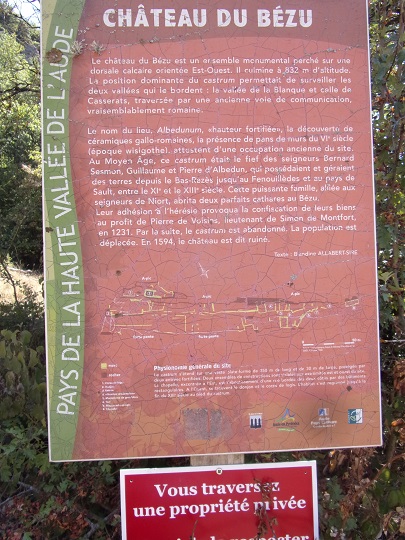 CHÂTEAU DU BÉZU
PAYS DE LA HAUTE VALLÉE DE L'AUDE
Le château du Bézu est un ensemble monumental perché sur une
dorsale calcaire orientée Est-Ouest. Il culmine à 832 m d'altitude.
La position dominante du castrum permettait de surveiller les
deux vallées qui le bordent : la vallée de la Blanque et celle de
Casserats, traversée par une ancienne voie de communication,
vraisemblablement romaine.
Le nom du lieu, Albedunum, «hauteur fortifiée», la découverte de
céramiques gallo-romaines, la présence de pans de murs du VIᵉ siècle
(époque wisigothe), attestent d'une occupation ancienne du site.
Au Moyen Âge, ce castrum était le fief des seigneurs Bernard
Sesmon, Guillaume et Pierre d'Albedun, qui possédaient et géraient
des terres depuis le Bas-Razès jusqu'au Fenouillèdes et au pays de
Sault, entre le XIᵉ et le XIIIᵉ siècle. Cette puissante famille, alliée aux
seigneurs de Niort, abrita deux parfaits cathares au Bézu.
Leur adhésion à l'hérésie provoqua la confiscation de leurs biens
au profit de Pierre de Voisins, lieutenant de Simon de Montfort,
en 1231. Par la suite, le castrum est abandonné. La population est
déplacée. En 1594, le château est dit ruiné.
Texte : Blandine ALLABERT-SIRE
Physionomie générale du site
Vous traversez
une propriété privée